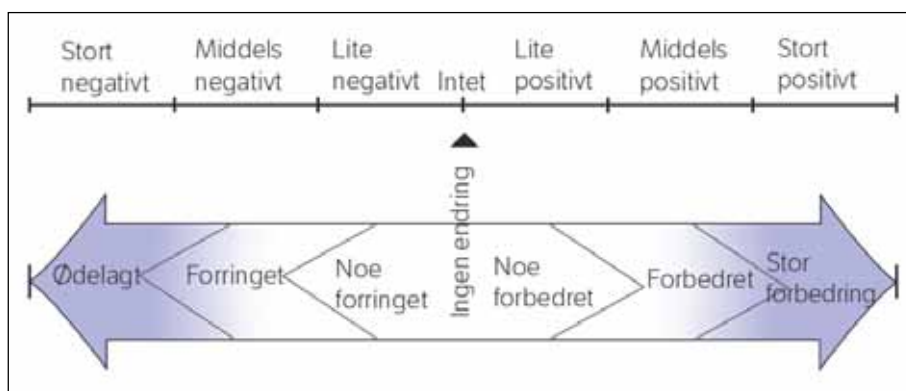 Stort negativt
Middels negativt
Lite negativt
Intet
Lite positivt
Middels positivt
Stort positivt
Ingen endring
Ødelagt
Forringet
Noe forringet
Noe forbedret
Forbedret
Stor forbedring